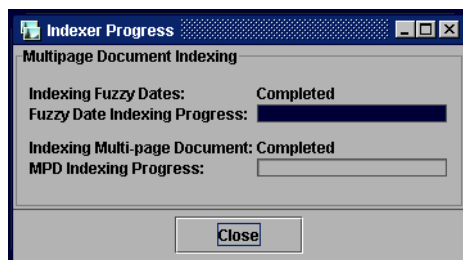 Indexer Progress
Multipage Document Indexing
Indexing Fuzzy Dates: Completed
Fuzzy Date Indexing Progress:
Indexing Multi-page Document: Completed
MPD Indexing Progress:
Close